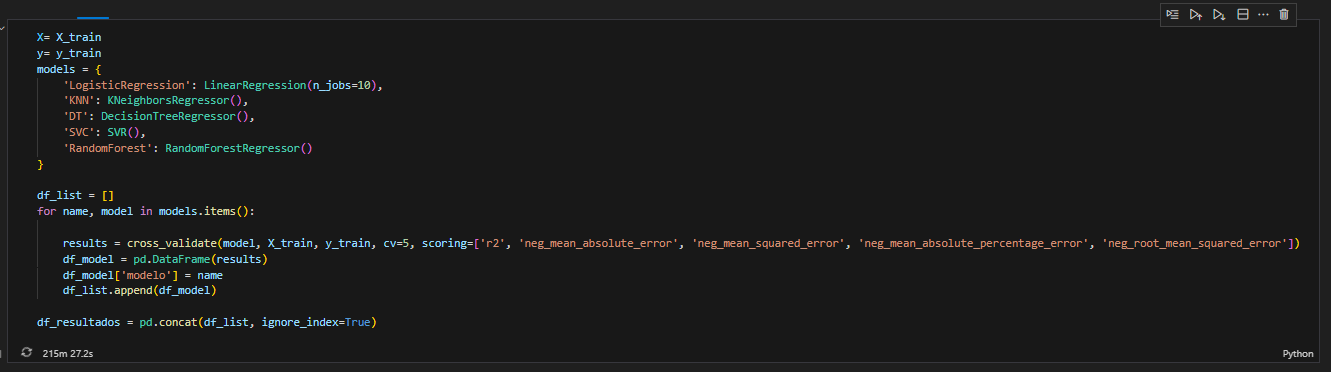 X= X_train
y= y_train
models = {
'LogisticRegression': LinearRegression(n_jobs=10),
'KNN': KNeighborsRegressor(),
'DT': DecisionTreeRegressor(),
'SVC': SVR(),
'RandomForest': RandomForestRegressor()
}
df_list = []
for name, model in models.items():
results = cross_validate(model, X_train, y_train, cv=5, scoring=['r2', 'neg_mean_absolute_error', 'neg_mean_squared_error', 'neg_mean_absolute_percentage_error', 'neg_root_mean_squared_error'])
df_model = pd.DataFrame(results)
df_model['modelo'] = name
df_list.append(df_model)
df_resultados = pd.concat(df_list, ignore_index=True)
215m 27.2s
Python